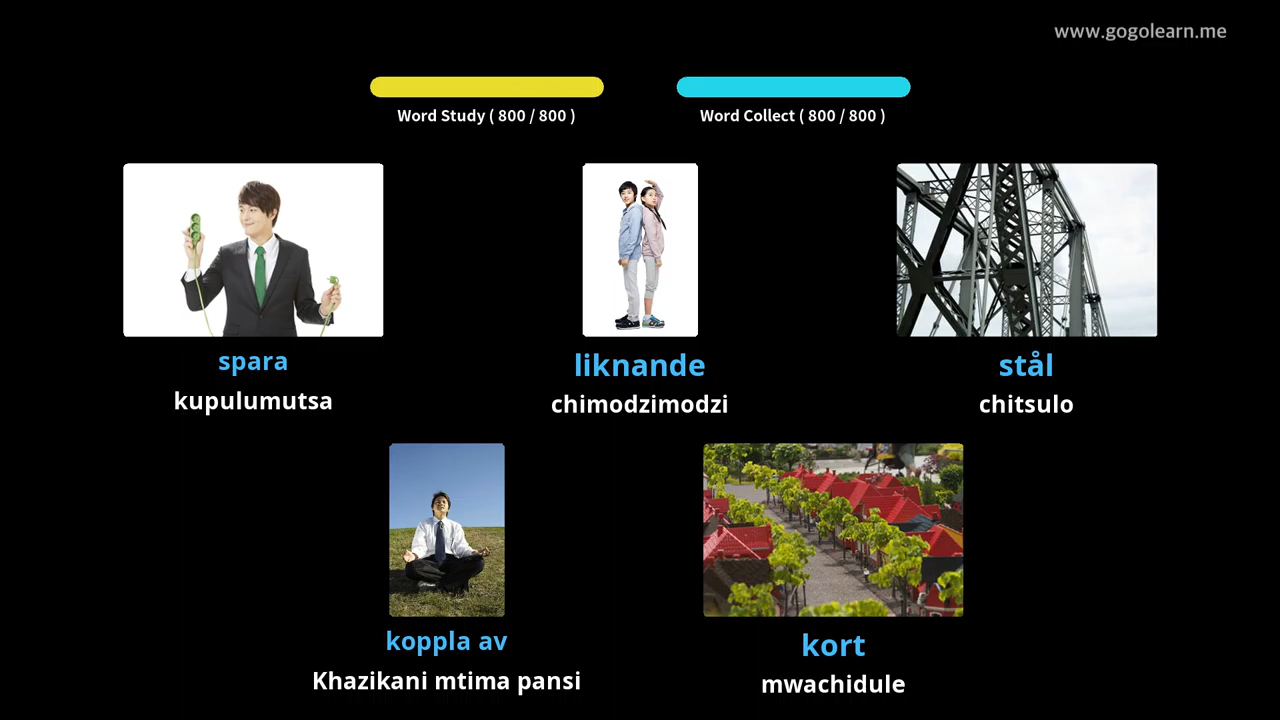 www.gogolearn.me
Word Study ( 800 / 800 )
Word Collect ( 800 / 800 )
spara
kupulumutsa
liknande
chimodzimodzi
stål
chitsulo
koppla av
Khazikani mtima pansi
kort
mwachidule